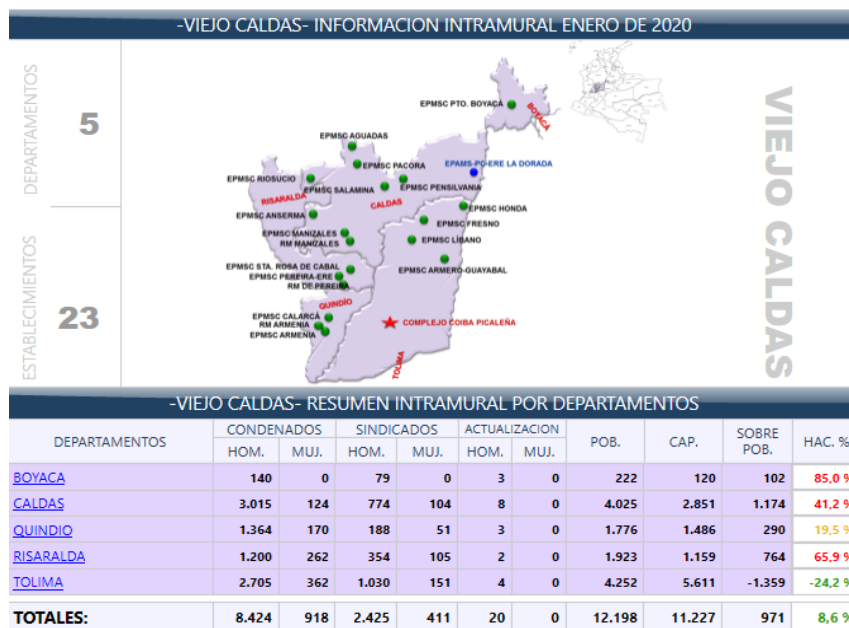 -VIEJO CALDAS- INFORMACION INTRAMURAL ENERO DE 2020
DEPARTAMENTOS
5
ESTABLECIMIENTOS
23
VIEJO CALDAS
EPMSC PTO. BOYACÁ
BOYACÁ
EPMSC AGUADAS
EPMSC PACORA
EPAMS-PC-ERE LA DORADA
EPMSC RIOSUCIO
EPMSC SALAMINA
EPMSC PENSILVANIA
RISARALDA
CALDAS
EPMSC ANSERMA
EPMSC HONDA
EPMSC FRESNO
EPMSC MANIZALES
RM MANIZALES
EPMSC LÍBANO
EPMSC STA. ROSA DE CABAL
EPMSC ARMERO-GUAYABAL
EPMSC PEREIRA-ERE
RM DE PEREIRA
QUINDÍO
EPMSC CALARCÁ
RM ARMENIA
EPMSC ARMENIA
COMPLEJO COIBA PICALEÑA
TOLIMA
-VIEJO CALDAS- RESUMEN INTRAMURAL POR DEPARTAMENTOS
DEPARTAMENTOS CONDENADOS SINDICADOS ACTUALIZACION POB. CAP. SOBRE POB. HAC. %
HOM. MUJ. HOM. MUJ. HOM. MUJ.
BOYACA 140 0 79 0 3 0 222 120 102 85,0 %
CALDAS 3.015 124 774 104 8 0 4.025 2.851 1.174 41,2 %
QUINDIO 1.364 170 188 51 3 0 1.776 1.486 290 19,5 %
RISARALDA 1.200 262 354 105 2 0 1.923 1.159 764 65,9 %
TOLIMA 2.705 362 1.030 151 4 0 4.252 5.611 -1.359 -24,2 %
TOTALES: 8.424 918 2.425 411 20 0 12.198 11.227 971 8,6 %